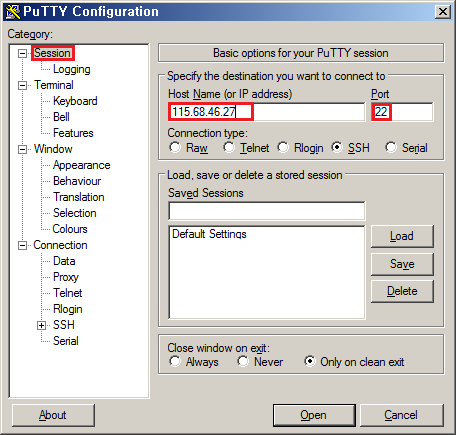 PuTTY Configuration
Category:
Session
Logging
Terminal
Keyboard
Bell
Features
Window
Appearance
Behaviour
Translation
Selection
Colours
Connection
Data
Proxy
Telnet
Rlogin
SSH
Serial
Basic options for your PuTTY session
Specify the destination you want to connect to
Host Name (or IP address) Port
115.68.46.27 22
Connection type:
Raw Telnet Rlogin SSH Serial
Load, save or delete a stored session
Saved Sessions
Default Settings
Load
Save
Delete
Close window on exit:
Always Never Only on clean exit
About Open Cancel